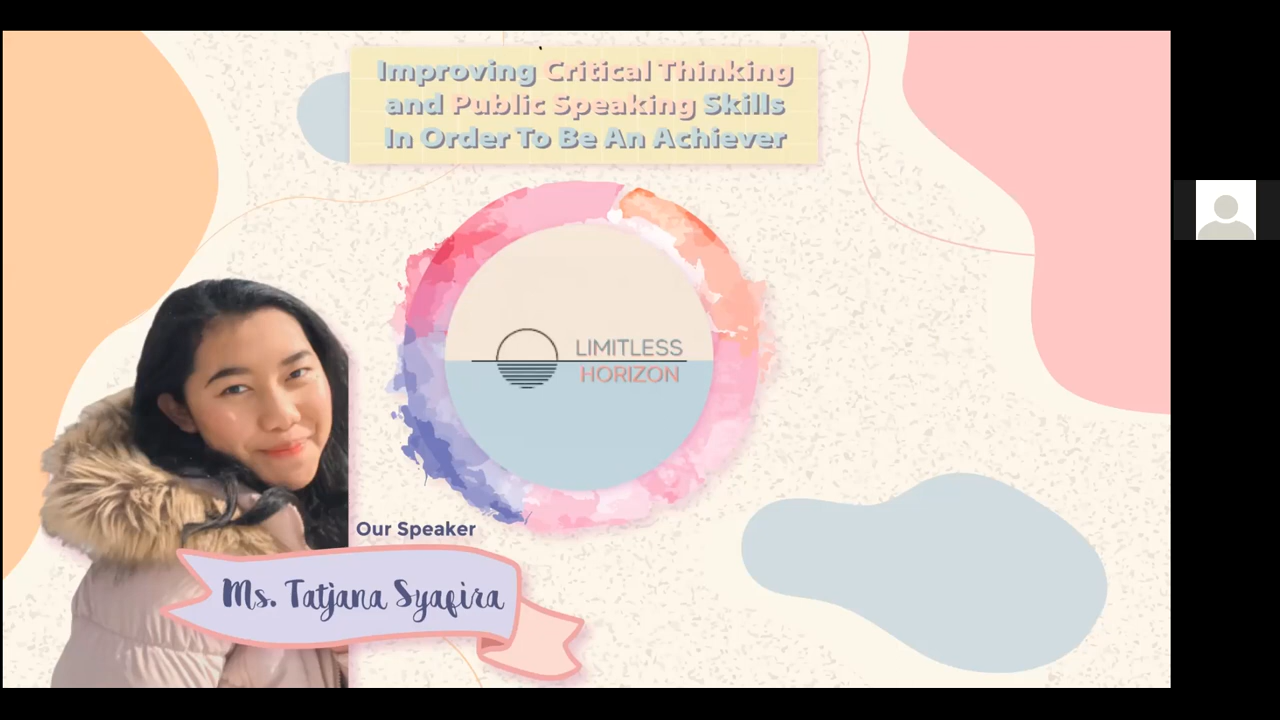 Improving Critical Thinking
and Public Speaking Skills
In Order To Be An Achiever
LIMITLESS
HORIZON
Our Speaker
Ms. Tatjana Syafira